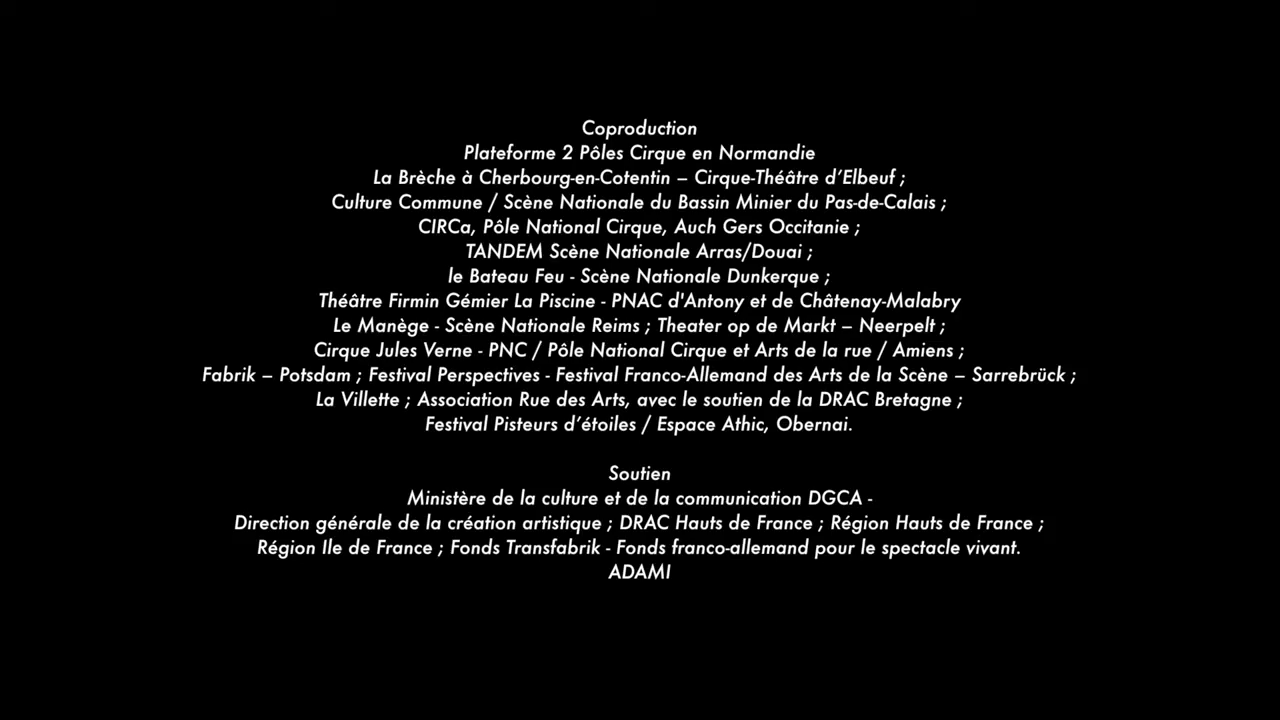 Coproduction
Plateforme 2 Pôles Cirque en Normandie
La Brèche à Cherbourg-en-Cotentin – Cirque-Théâtre d’Elbeuf ;
Culture Commune / Scène Nationale du Bassin Minier du Pas-de-Calais ;
CIRCa, Pôle National Cirque, Auch Gers Occitanie ;
TANDEM Scène Nationale Arras/Douai ;
le Bateau Feu - Scène Nationale Dunkerque ;
Théâtre Firmin Gémier La Piscine - PNAC d'Antony et de Châtenay-Malabry
Le Manège - Scène Nationale Reims ; Theater op de Markt – Neerpelt ;
Cirque Jules Verne - PNC / Pôle National Cirque et Arts de la rue / Amiens ;
Fabrik – Potsdam ; Festival Perspectives - Festival Franco-Allemand des Arts de la Scène – Sarrebrück ;
La Villette ; Association Rue des Arts, avec le soutien de la DRAC Bretagne ;
Festival Pisteurs d’étoiles / Espace Athic, Obernai.
Soutien
Ministère de la culture et de la communication DGCA -
Direction générale de la création artistique ; DRAC Hauts de France ; Région Hauts de France ;
Région Ile de France ; Fonds Transfabrik - Fonds franco-allemand pour le spectacle vivant.
ADAMI